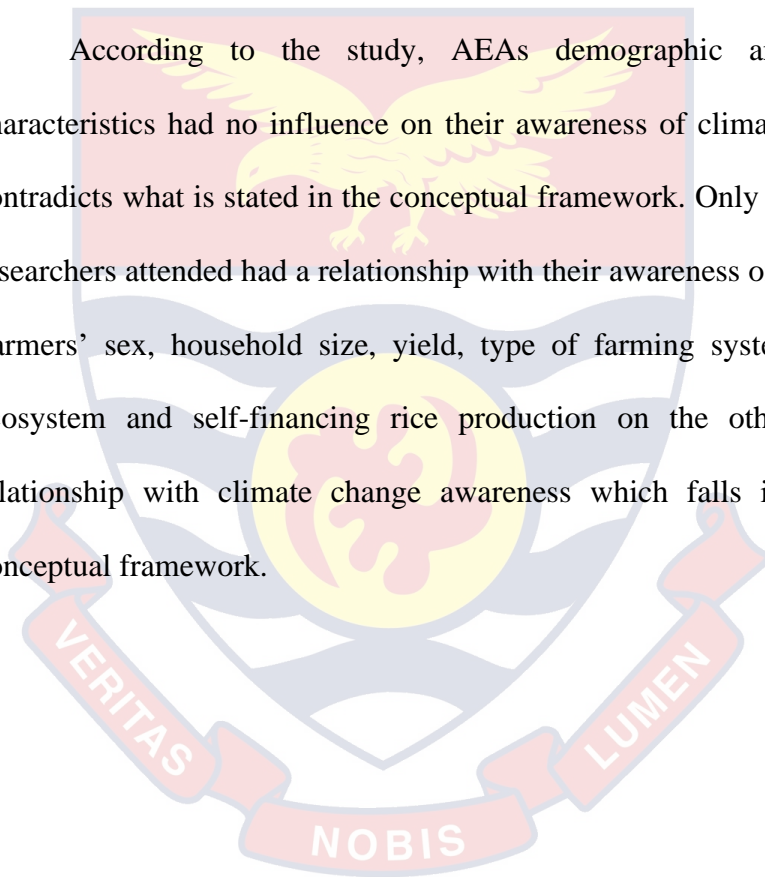 According to the study, AEAs demographic a
haracteristics had no influence on their awareness of clima
ontradicts what is stated in the conceptual framework. Only
searchers attended had a relationship with their awareness o
armers’ sex, household size, yield, type of farming syste
osystem and self-financing rice production on the oth
lationship with climate change awareness which falls i
onceptual framework.
VERITAS
NOBIS
LUMEN